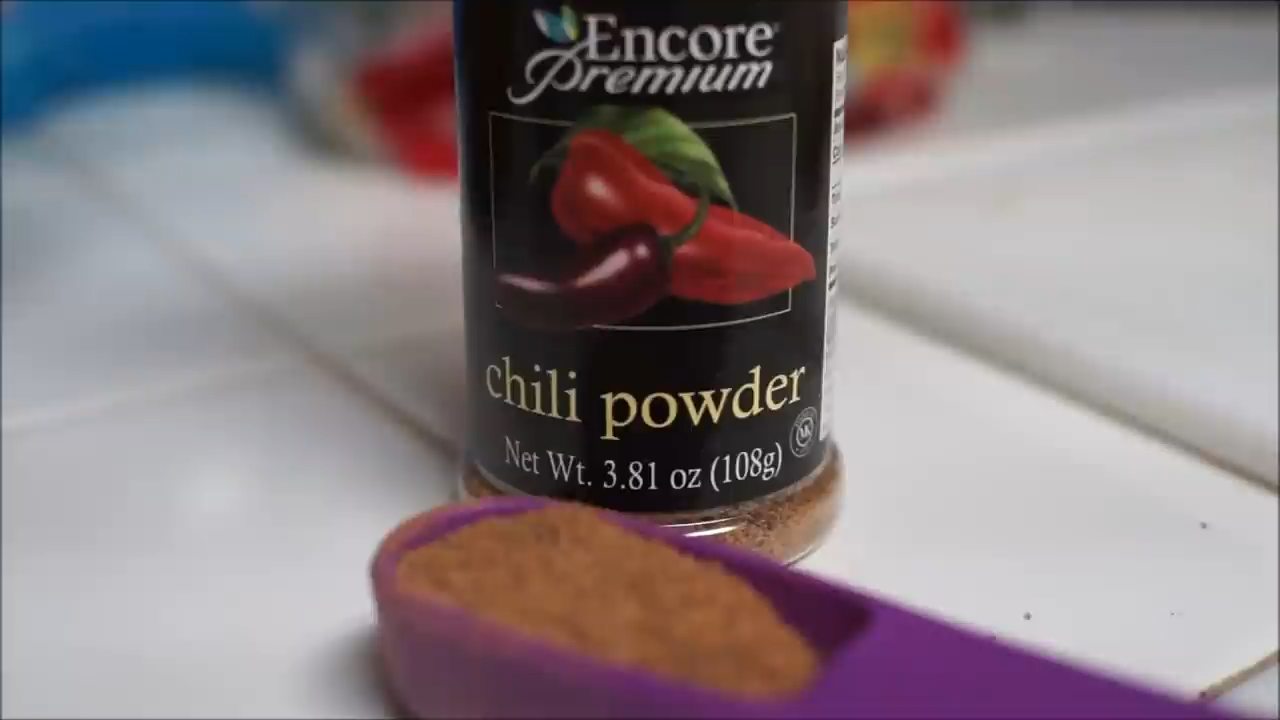 Encore
Premium
chili powder
Net Wt. 3.81 oz (108g)